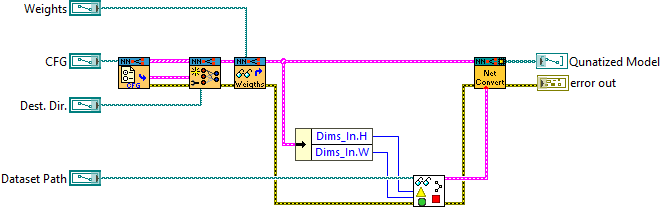 Weights
CFG
Dest. Dir.
Dataset Path
NN
CFG
NN
NN
Weigths
Dims_In.H
Dims_In.W
NN
Net
Convert
Qunatized Model
error out